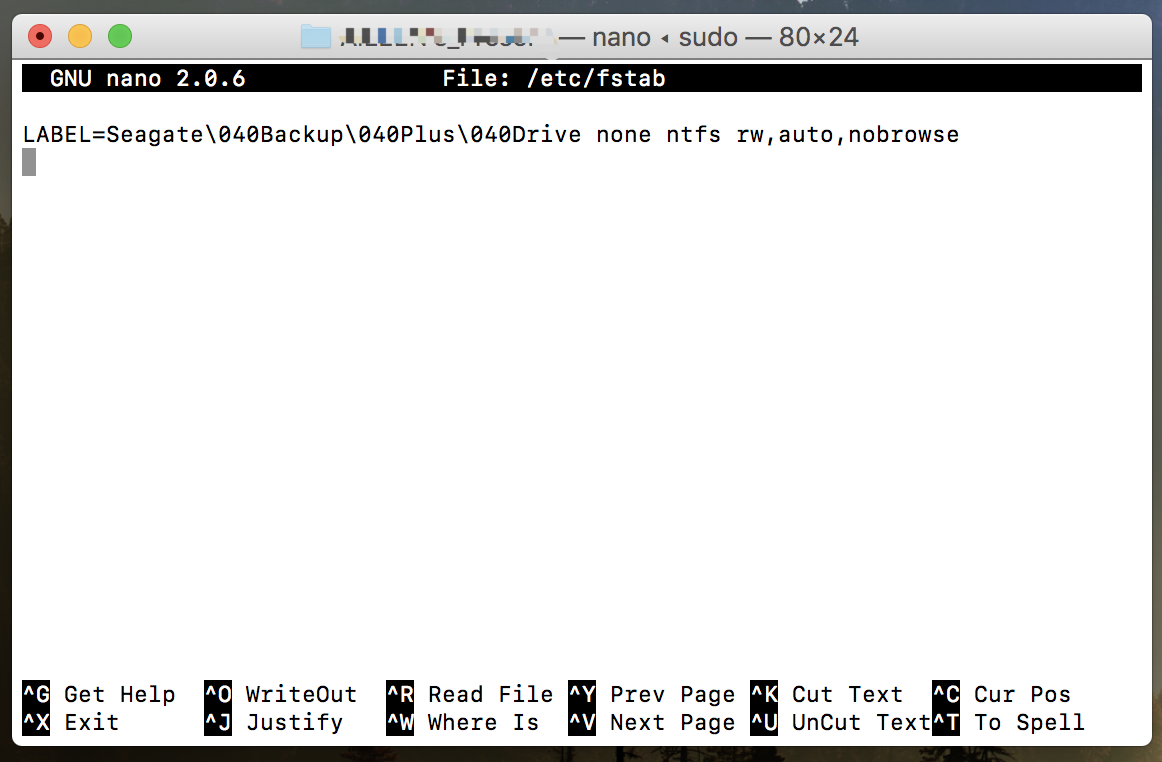 — nano ◂ sudo — 80×24
GNU nano 2.0.6 File: /etc/fstab
LABEL=Seagate\040Backup\040Plus\040Drive none ntfs rw,auto,nobrowse
^G Get Help ^O WriteOut ^R Read File ^Y Prev Page ^K Cut Text ^C Cur Pos
^X Exit ^J Justify ^W Where Is ^V Next Page ^U UnCut Text ^T To Spell